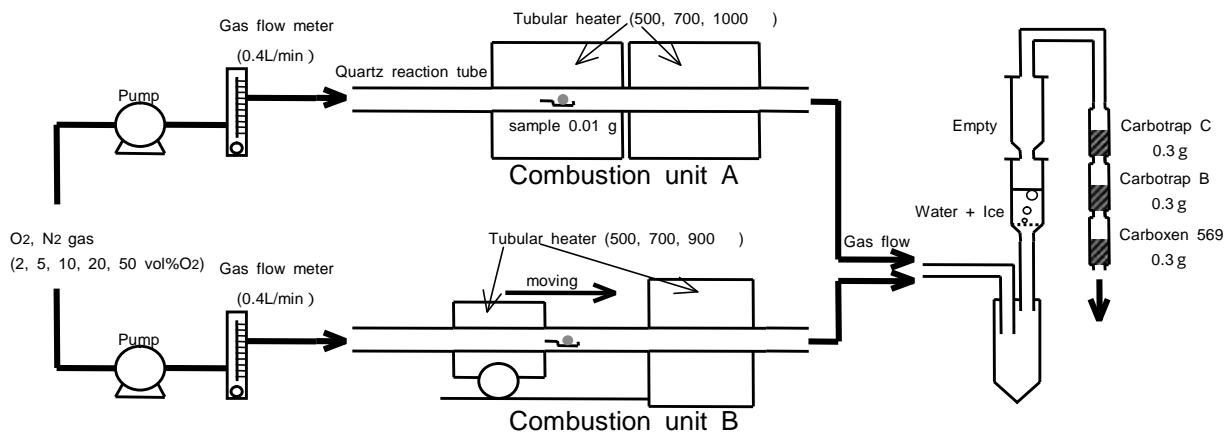 Tubular heater (500, 700, 1000 )
Gas flow meter
(0.4L/min )
Quartz reaction tube
Pump
sample 0.01 g
Combustion unit A
Empty
Carbotrap C
0.3 g
Carbotrap B
0.3 g
Water + Ice
Carboxen 569
0.3 g
O2, N2 gas
(2, 5, 10, 20, 50 vol%O2)
Tubular heater (500, 700, 900 )
Gas flow
Gas flow meter
(0.4L/min )
moving
Pump
Combustion unit B